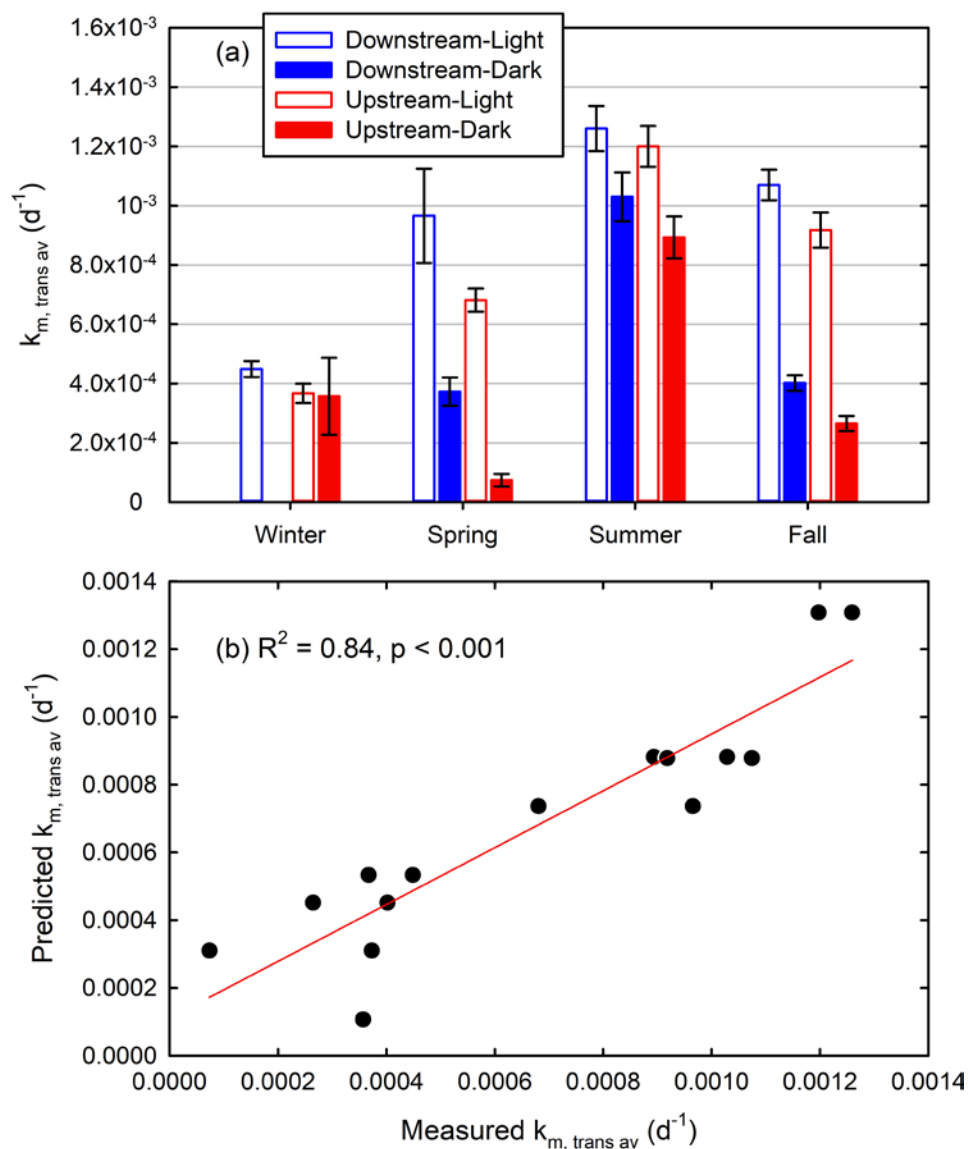 1.6x10⁻³
1.4x10⁻³
1.2x10⁻³
10⁻³
8.0x10⁻⁴
6.0x10⁻⁴
4.0x10⁻⁴
2.0x10⁻⁴
0
k_m, trans av (d⁻¹)
(a)
Downstream-Light
Downstream-Dark
Upstream-Light
Upstream-Dark
Winter Spring Summer Fall
0.0014
0.0012
0.0010
0.0008
0.0006
0.0004
0.0002
0.0000
Predicted k_m, trans av (d⁻¹)
(b) R² = 0.84, p < 0.001
0.0000 0.0002 0.0004 0.0006 0.0008 0.0010 0.0012 0.0014
Measured k_m, trans av (d⁻¹)